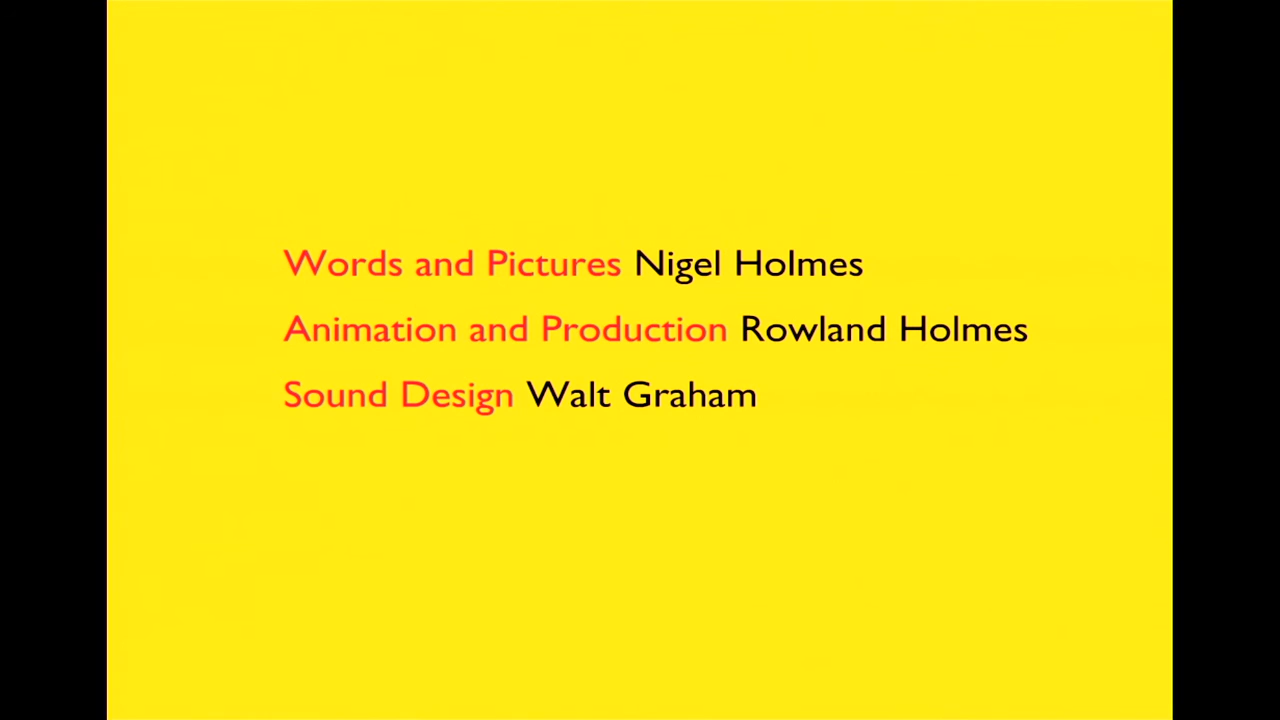 Words and Pictures Nigel Holmes
Animation and Production Rowland Holmes
Sound Design Walt Graham